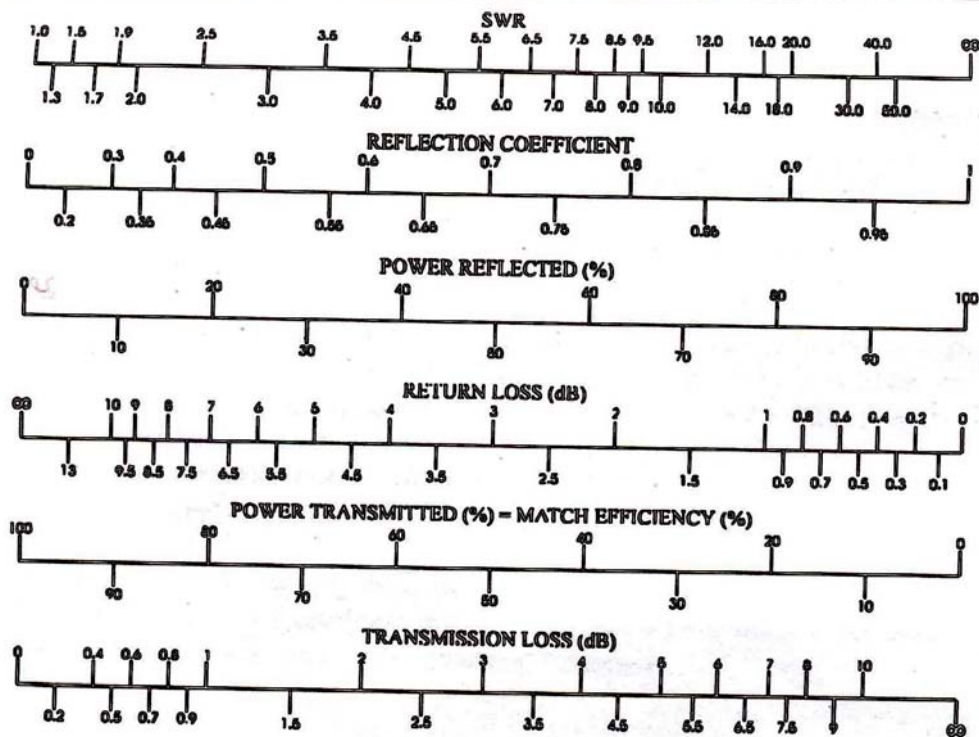 SWR
1.0 1.5 1.9 2.5 3.5 4.5 5.5 6.5 7.5 8.5 9.5 12.0 16.0 20.0 40.0 ∞
1.3 1.7 2.0 3.0 4.0 5.0 6.0 7.0 8.0 9.0 10.0 14.0 18.0 30.0 50.0
REFLECTION COEFFICIENT
0 0.3 0.4 0.5 0.6 0.7 0.8 0.9 1
0.2 0.35 0.45 0.55 0.65 0.75 0.85 0.95
POWER REFLECTED (%)
0 20 40 60 80 100
10 30 50 70 90
RETURN LOSS (dB)
∞ 10 9 8 7 6 5 4 3 2 1 0.8 0.6 0.4 0.2 0
13 9.5 8.5 7.5 6.5 5.5 4.5 3.5 2.5 1.5 0.9 0.7 0.5 0.3 0.1
POWER TRANSMITTED (%) = MATCH EFFICIENCY (%)
100 80 60 40 20 0
90 70 50 30 10
TRANSMISSION LOSS (dB)
0 0.4 0.6 0.8 1 2 3 4 5 6 7 8 10
0.2 0.5 0.7 0.9 1.5 2.5 3.5 4.5 5.5 6.5 7.5 9 ∞